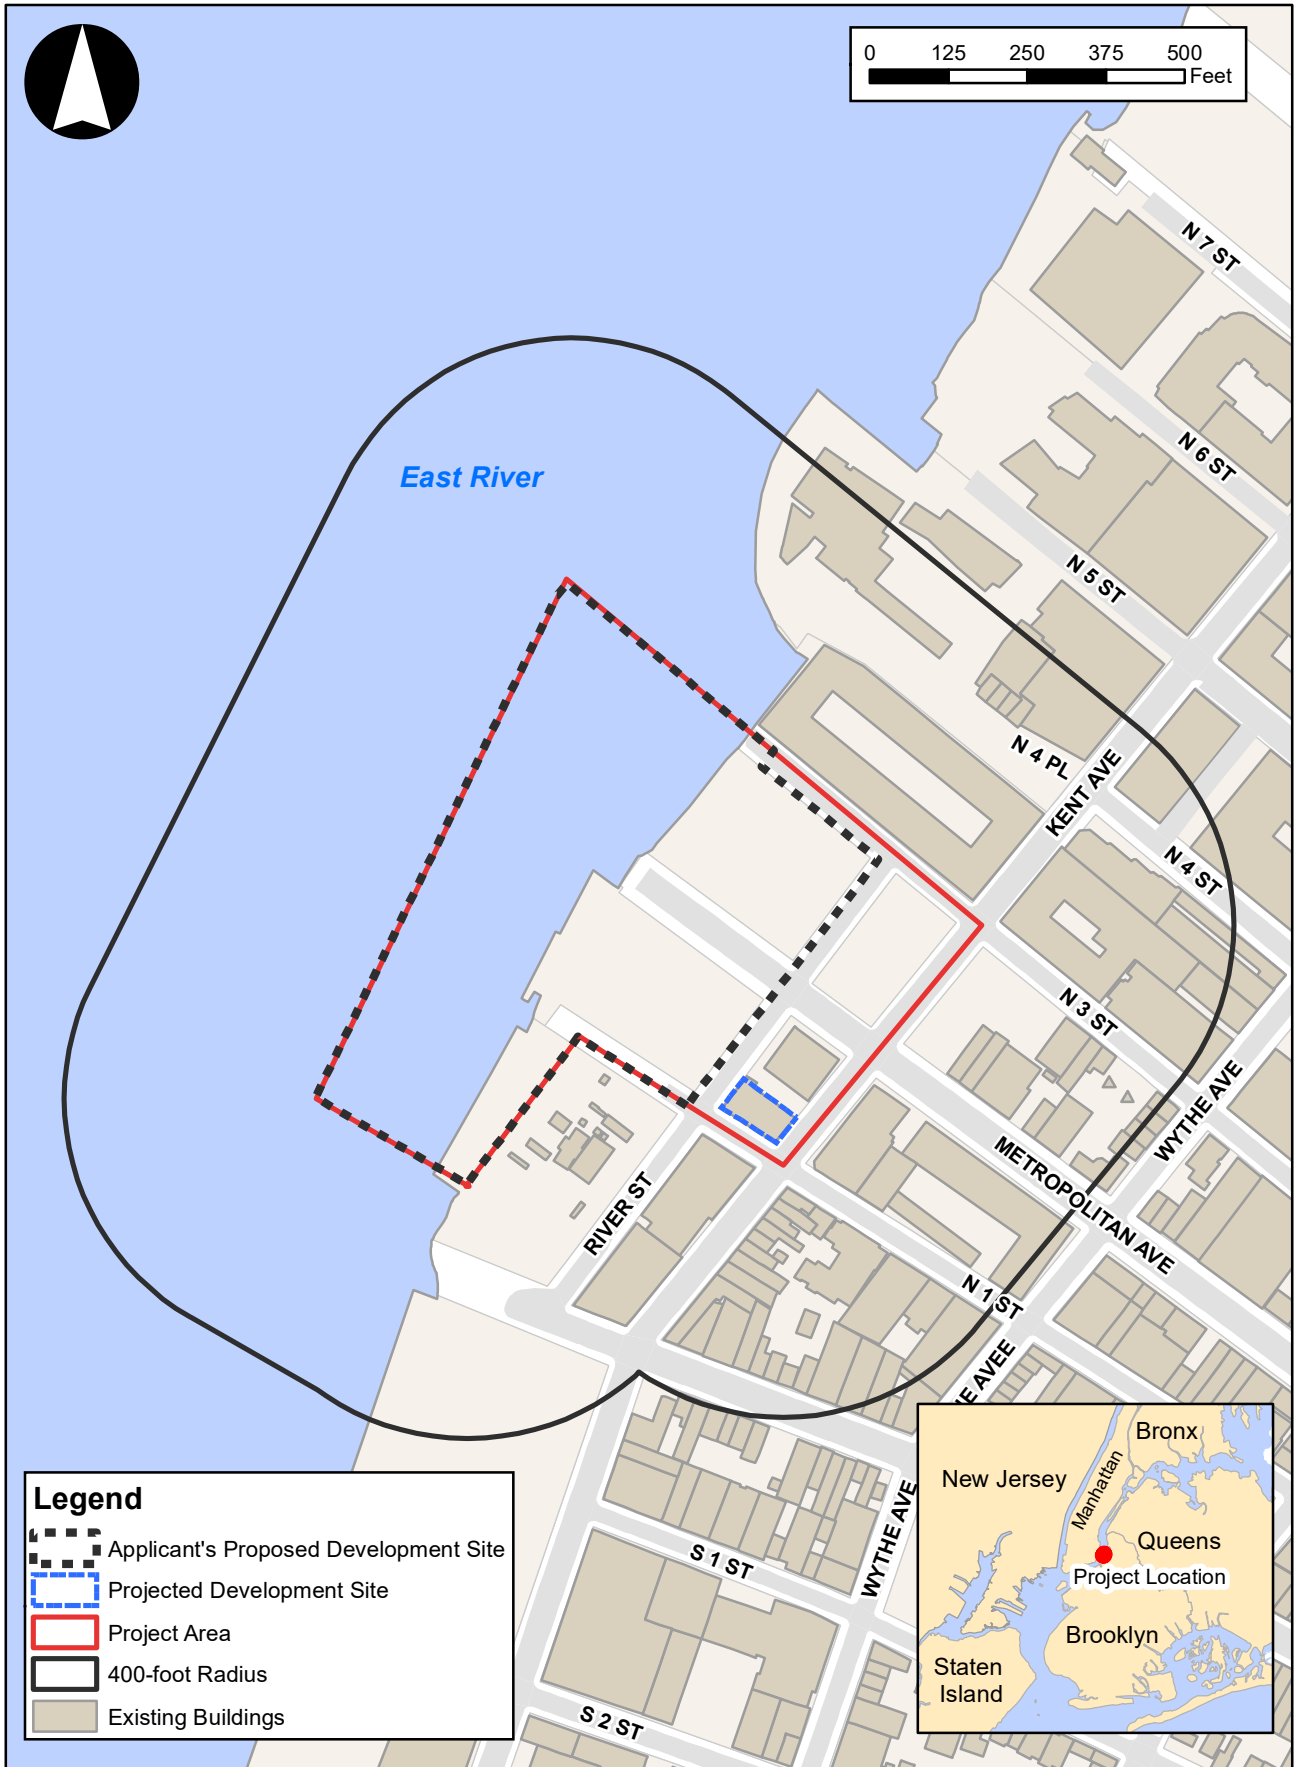 0 125 250 375 500
Feet
N 7 ST
N 6 ST
East River
N 5 ST
N 4 PL
KENT AVE
N 4 ST
N 3 ST
WYTHE AVE
METROPOLITAN AVE
RIVER ST
N 1 ST
HE AVEE
WYTHE AVE
S 1 ST
S 2 ST
Legend
Applicant's Proposed Development Site
Projected Development Site
Project Area
400-foot Radius
Existing Buildings
Bronx
New Jersey
Manhattan
Queens
Project Location
Brooklyn
Staten
Island